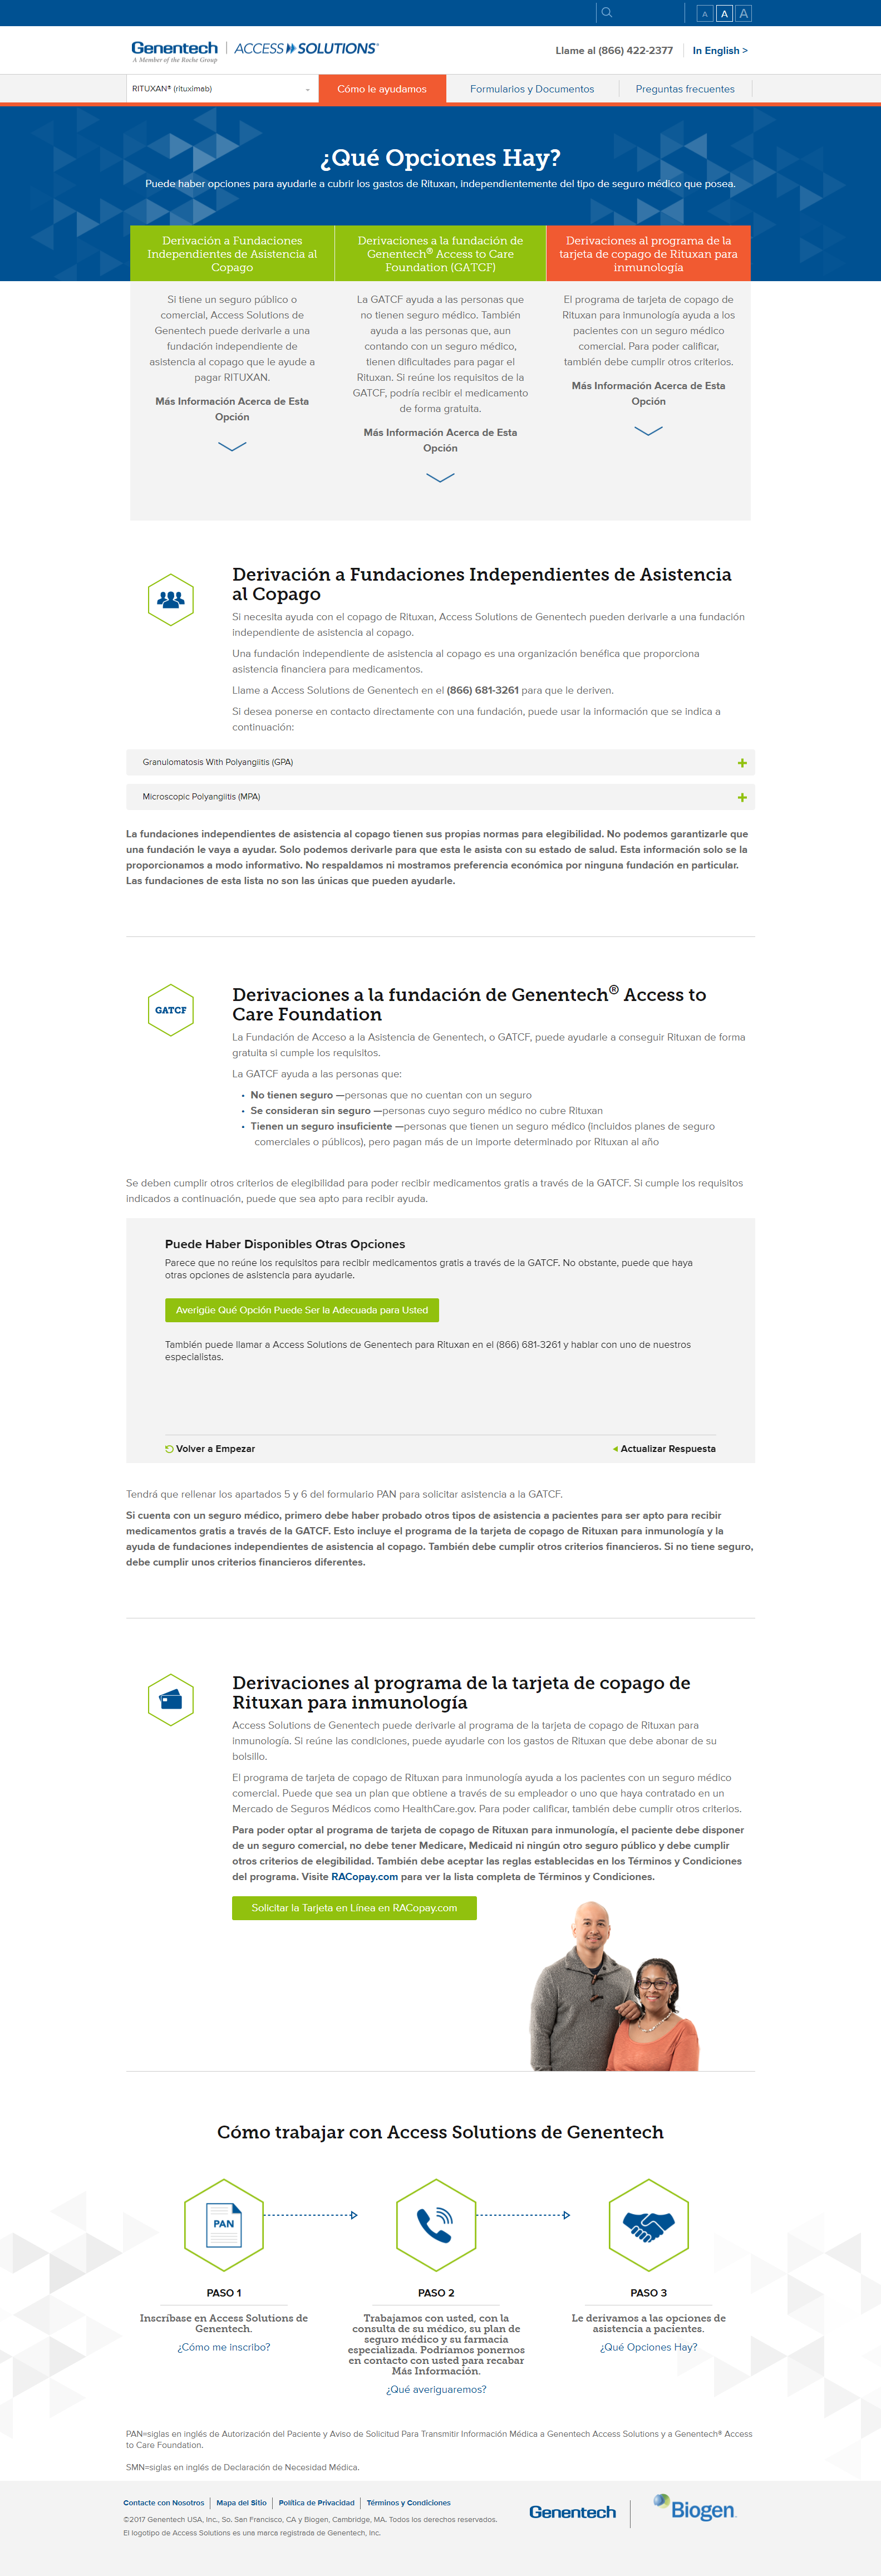 A A A
Genentech
A Member of the Roche Group
ACCESS SOLUTIONS®
Llame al (866) 422-2377
In English >
RITUXAN® (rituximab)
Cómo le ayudamos
Formularios y Documentos
Preguntas frecuentes
¿Qué Opciones Hay?
Puede haber opciones para ayudarle a cubrir los gastos de Rituxan, independientemente del tipo de seguro médico que posea.
Derivación a Fundaciones
Independientes de Asistencia al
Copago
Si tiene un seguro público o
comercial, Access Solutions de
Genentech puede derivarle a una
fundación independiente de
asistencia al copago que le ayude a
pagar RITUXAN.
Más Información Acerca de Esta
Opción
Derivaciones a la fundación de
Genentech® Access to Care
Foundation (GATCF)
La GATCF ayuda a las personas que
no tienen seguro médico. También
ayuda a las personas que, aun
contando con un seguro médico,
tienen dificultades para pagar el
Rituxan. Si reúne los requisitos de la
GATCF, podría recibir el medicamento
de forma gratuita.
Más Información Acerca de Esta
Opción
Derivaciones al programa de la
tarjeta de copago de Rituxan para
inmunología
El programa de tarjeta de copago de
Rituxan para inmunología ayuda a los
pacientes con un seguro médico
comercial. Para poder calificar,
también debe cumplir otros criterios.
Más Información Acerca de Esta
Opción
Derivación a Fundaciones Independientes de Asistencia
al Copago
Si necesita ayuda con el copago de Rituxan, Access Solutions de Genentech pueden derivarle a una fundación
independiente de asistencia al copago.
Una fundación independiente de asistencia al copago es una organización benéfica que proporciona
asistencia financiera para medicamentos.
Llame a Access Solutions de Genentech en el (866) 681-3261 para que le deriven.
Si desea ponerse en contacto directamente con una fundación, puede usar la información que se indica a
continuación:
Granulomatosis With Polyangiitis (GPA)
Microscopic Polyangiitis (MPA)
La fundaciones independientes de asistencia al copago tienen sus propias normas para elegibilidad. No podemos garantizarle que
una fundación le vaya a ayudar. Solo podemos derivarle para que esta le asista con su estado de salud. Esta información solo se la
proporcionamos a modo informativo. No respaldamos ni mostramos preferencia económica por ninguna fundación en particular.
Las fundaciones de esta lista no son las únicas que pueden ayudarle.
GATCF
Derivaciones a la fundación de Genentech® Access to
Care Foundation
La Fundación de Acceso a la Asistencia de Genentech, o GATCF, puede ayudarle a conseguir Rituxan de forma
gratuita si cumple los requisitos.
La GATCF ayuda a las personas que:
• No tienen seguro —personas que no cuentan con un seguro
• Se consideran sin seguro —personas cuyo seguro médico no cubre Rituxan
• Tienen un seguro insuficiente —personas que tienen un seguro médico (incluidos planes de seguro
comerciales o públicos), pero pagan más de un importe determinado por Rituxan al año
Se deben cumplir otros criterios de elegibilidad para poder recibir medicamentos gratis a través de la GATCF. Si cumple los requisitos
indicados a continuación, puede que sea apto para recibir ayuda.
Puede Haber Disponibles Otras Opciones
Parece que no reúne los requisitos para recibir medicamentos gratis a través de la GATCF. No obstante, puede que haya
otras opciones de asistencia para ayudarle.
Averigüe Qué Opción Puede Ser la Adecuada para Usted
También puede llamar a Access Solutions de Genentech para Rituxan en el (866) 681-3261 y hablar con uno de nuestros
especialistas.
Volver a Empezar
Actualizar Respuesta
Tendrá que rellenar los apartados 5 y 6 del formulario PAN para solicitar asistencia a la GATCF.
Si cuenta con un seguro médico, primero debe haber probado otros tipos de asistencia a pacientes para ser apto para recibir
medicamentos gratis a través de la GATCF. Esto incluye el programa de la tarjeta de copago de Rituxan para inmunología y la
ayuda de fundaciones independientes de asistencia al copago. También debe cumplir otros criterios financieros. Si no tiene seguro,
debe cumplir unos criterios financieros diferentes.
Derivaciones al programa de la tarjeta de copago de
Rituxan para inmunología
Access Solutions de Genentech puede derivarle al programa de la tarjeta de copago de Rituxan para
inmunología. Si reúne las condiciones, puede ayudarle con los gastos de Rituxan que debe abonar de su
bolsillo.
El programa de tarjeta de copago de Rituxan para inmunología ayuda a los pacientes con un seguro médico
comercial. Puede que sea un plan que obtiene a través de su empleador o uno que haya contratado en un
Mercado de Seguros Médicos como HealthCare.gov. Para poder calificar, también debe cumplir otros criterios.
Para poder optar al programa de tarjeta de copago de Rituxan para inmunología, el paciente debe disponer
de un seguro comercial, no debe tener Medicare, Medicaid ni ningún otro seguro público y debe cumplir
otros criterios de elegibilidad. También debe aceptar las reglas establecidas en los Términos y Condiciones
del programa. Visite RACopay.com para ver la lista completa de Términos y Condiciones.
Solicitar la Tarjeta en Línea en RACopay.com
Cómo trabajar con Access Solutions de Genentech
PAN
PASO 1
Inscríbase en Access Solutions de
Genentech.
¿Cómo me inscribo?
PASO 2
Trabajamos con usted, con la
consulta de su médico, su plan de
seguro médico y su farmacia
especializada. Podríamos ponernos
en contacto con usted para recabar
Más Información.
¿Qué averiguaremos?
PASO 3
Le derivamos a las opciones de
asistencia a pacientes.
¿Qué Opciones Hay?
PAN=siglas en inglés de Autorización del Paciente y Aviso de Solicitud Para Transmitir Información Médica a Genentech Access Solutions y a Genentech® Access
to Care Foundation.
SMN=siglas en inglés de Declaración de Necesidad Médica.
Contacte con Nosotros
Mapa del Sitio
Política de Privacidad
Términos y Condiciones
©2017 Genentech USA, Inc., So. San Francisco, CA y Biogen, Cambridge, MA. Todos los derechos reservados.
El logotipo de Access Solutions es una marca registrada de Genentech, Inc.
Genentech
Biogen